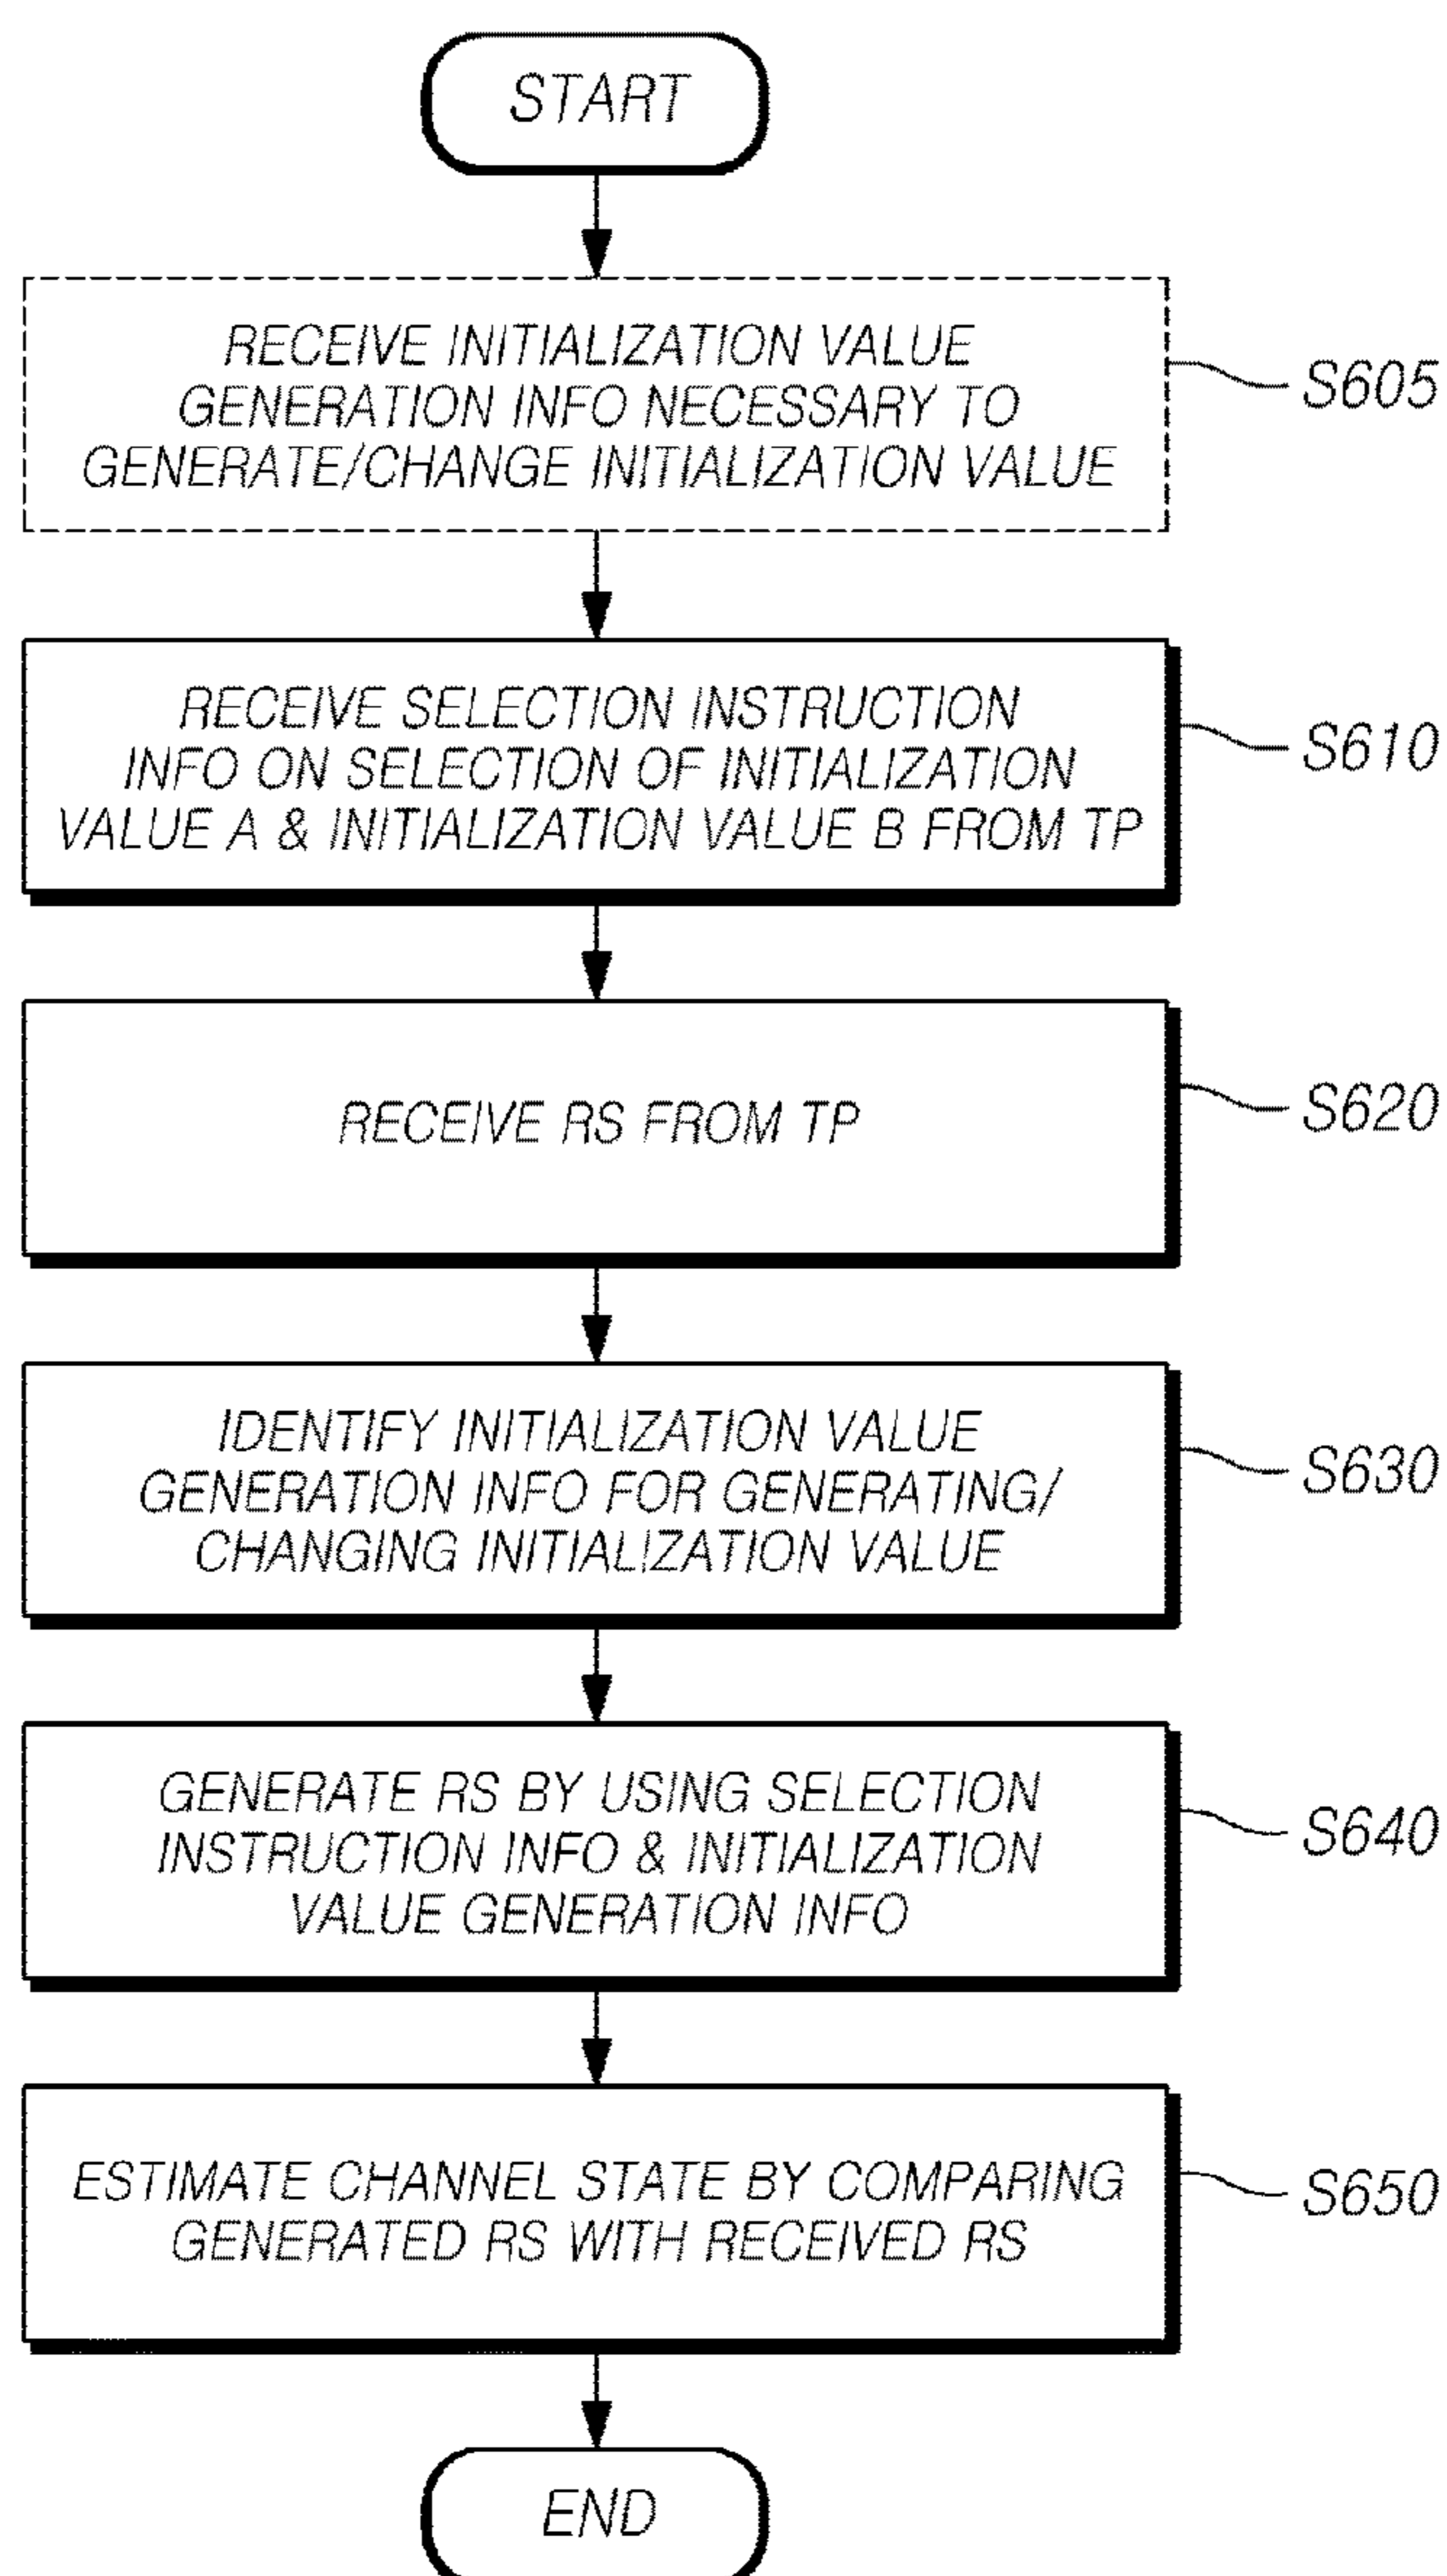 START
RECEIVE INITIALIZATION VALUE
GENERATION INFO NECESSARY TO
GENERATE/CHANGE INITIALIZATION VALUE
S605
RECEIVE SELECTION INSTRUCTION
INFO ON SELECTION OF INITIALIZATION
VALUE A & INITIALIZATION VALUE B FROM TP
S610
RECEIVE RS FROM TP
S620
IDENTIFY INITIALIZATION VALUE
GENERATION INFO FOR GENERATING/
CHANGING INITIALIZATION VALUE
S630
GENERATE RS BY USING SELECTION
INSTRUCTION INFO & INITIALIZATION
VALUE GENERATION INFO
S640
ESTIMATE CHANNEL STATE BY COMPARING
GENERATED RS WITH RECEIVED RS
S650
END